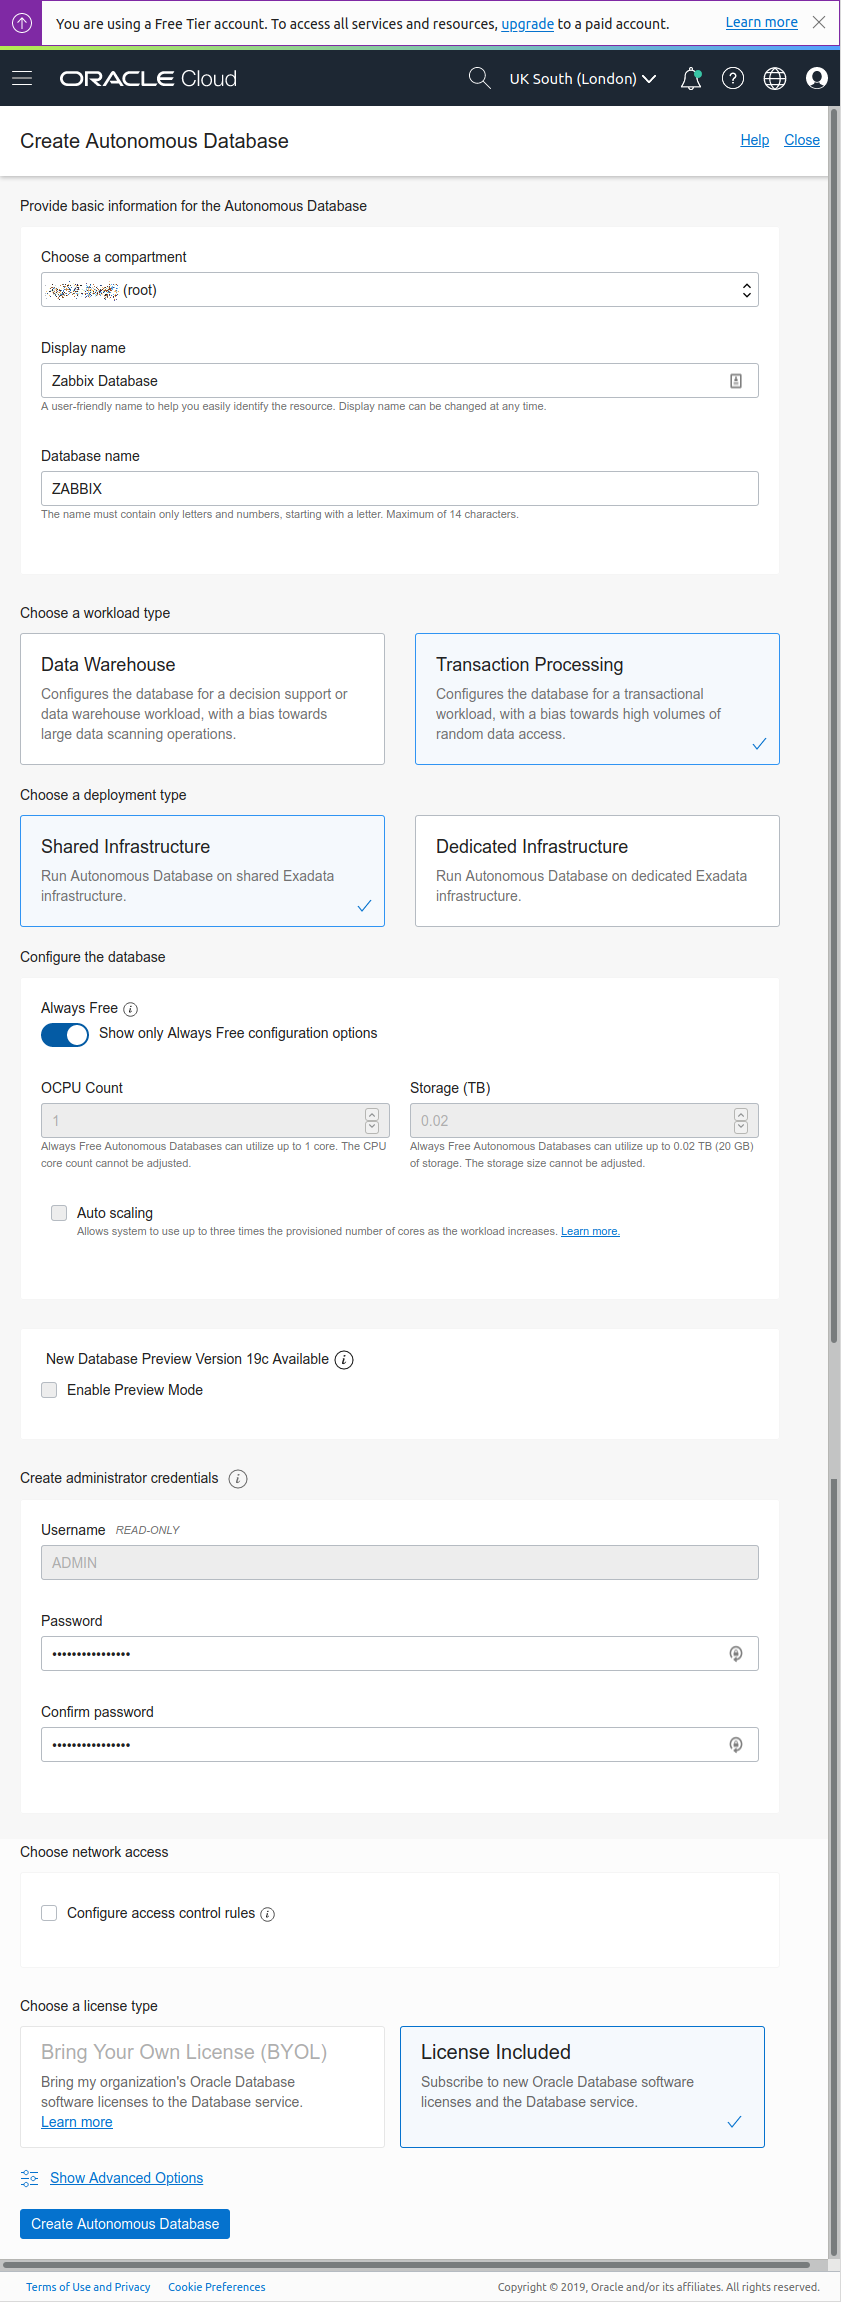 You are using a Free Tier account. To access all services and resources, upgrade to a paid account.
Learn more
ORACLE Cloud
UK South (London)
Create Autonomous Database
Help
Close
Provide basic information for the Autonomous Database
Choose a compartment
(root)
Display name
Zabbix Database
A user-friendly name to help you easily identify the resource. Display name can be changed at any time.
Database name
ZABBIX
The name must contain only letters and numbers, starting with a letter. Maximum of 14 characters.
Choose a workload type
Data Warehouse
Configures the database for a decision support or
data warehouse workload, with a bias towards
large data scanning operations.
Transaction Processing
Configures the database for a transactional
workload, with a bias towards high volumes of
random data access.
Choose a deployment type
Shared Infrastructure
Run Autonomous Database on shared Exadata
infrastructure.
Dedicated Infrastructure
Run Autonomous Database on dedicated Exadata
infrastructure.
Configure the database
Always Free
Show only Always Free configuration options
OCPU Count
1
Always Free Autonomous Databases can utilize up to 1 core. The CPU
core count cannot be adjusted.
Storage (TB)
0.02
Always Free Autonomous Databases can utilize up to 0.02 TB (20 GB)
of storage. The storage size cannot be adjusted.
Auto scaling
Allows system to use up to three times the provisioned number of cores as the workload increases. Learn more.
New Database Preview Version 19c Available
Enable Preview Mode
Create administrator credentials
Username READ-ONLY
ADMIN
Password
••••••••••••••••
Confirm password
••••••••••••••••
Choose network access
Configure access control rules
Choose a license type
Bring Your Own License (BYOL)
Bring my organization's Oracle Database
software licenses to the Database service.
Learn more
License Included
Subscribe to new Oracle Database software
licenses and the Database service.
Show Advanced Options
Create Autonomous Database
Terms of Use and Privacy
Cookie Preferences
Copyright © 2019, Oracle and/or its affiliates. All rights reserved.